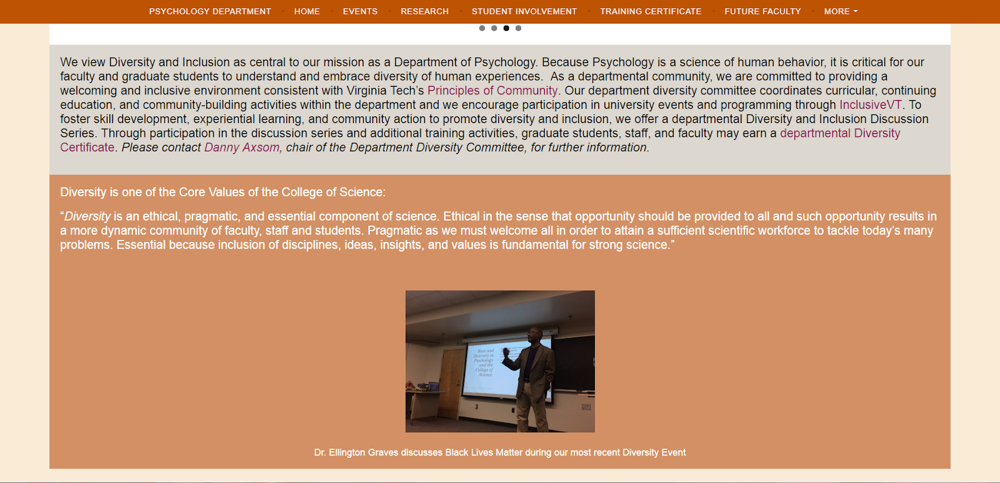 PSYCHOLOGY DEPARTMENT HOME EVENTS RESEARCH STUDENT INVOLVEMENT TRAINING CERTIFICATE FUTURE FACULTY MORE
We view Diversity and Inclusion as central to our mission as a Department of Psychology. Because Psychology is a science of human behavior, it is critical for our
faculty and graduate students to understand and embrace diversity of human experiences.  As a departmental community, we are committed to providing a
welcoming and inclusive environment consistent with Virginia Tech’s Principles of Community. Our department diversity committee coordinates curricular, continuing
education, and community-building activities within the department and we encourage participation in university events and programming through InclusiveVT. To
foster skill development, experiential learning, and community action to promote diversity and inclusion, we offer a departmental Diversity and Inclusion Discussion
Series. Through participation in the discussion series and additional training activities, graduate students, staff, and faculty may earn a departmental Diversity
Certificate. Please contact Danny Axsom, chair of the Department Diversity Committee, for further information.
Diversity is one of the Core Values of the College of Science:
“Diversity is an ethical, pragmatic, and essential component of science. Ethical in the sense that opportunity should be provided to all and such opportunity results in
a more dynamic community of faculty, staff and students. Pragmatic as we must welcome all in order to attain a sufficient scientific workforce to tackle today’s many
problems. Essential because inclusion of disciplines, ideas, insights, and values is fundamental for strong science.”
Race and
Diversity in
Psychology
and the
College of
Science
Dr. Ellington Graves discusses Black Lives Matter during our most recent Diversity Event